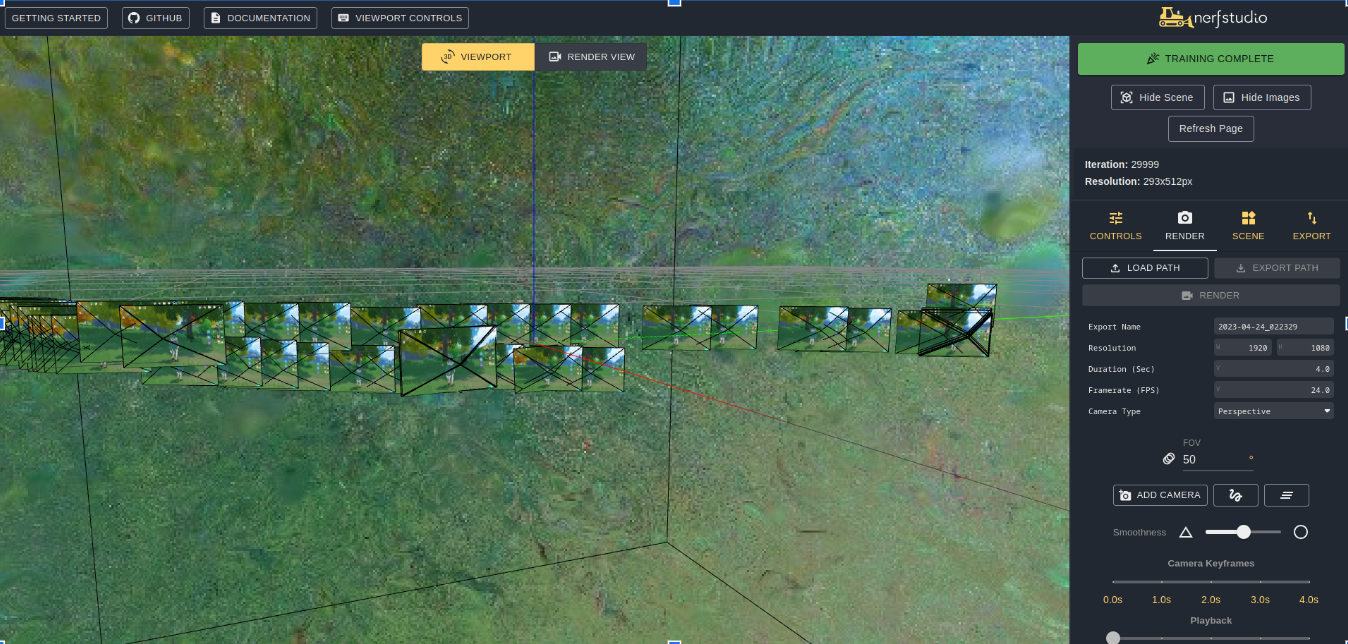 GETTING STARTED GITHUB DOCUMENTATION VIEWPORT CONTROLS nerfstudio
3D VIEWPORT RENDER VIEW
TRAINING COMPLETE
Hide Scene Hide Images
Refresh Page
Iteration: 29999
Resolution: 293x512px
CONTROLS RENDER SCENE EXPORT
LOAD PATH EXPORT PATH
RENDER
Export Name 2023-04-24_022329
Resolution W 1920 H 1080
Duration (Sec) V 4.0
Framerate (FPS) V 24.0
Camera Type Perspective
FOV
50 °
ADD CAMERA
Smoothness
Camera Keyframes
0.0s 1.0s 2.0s 3.0s 4.0s
Playback